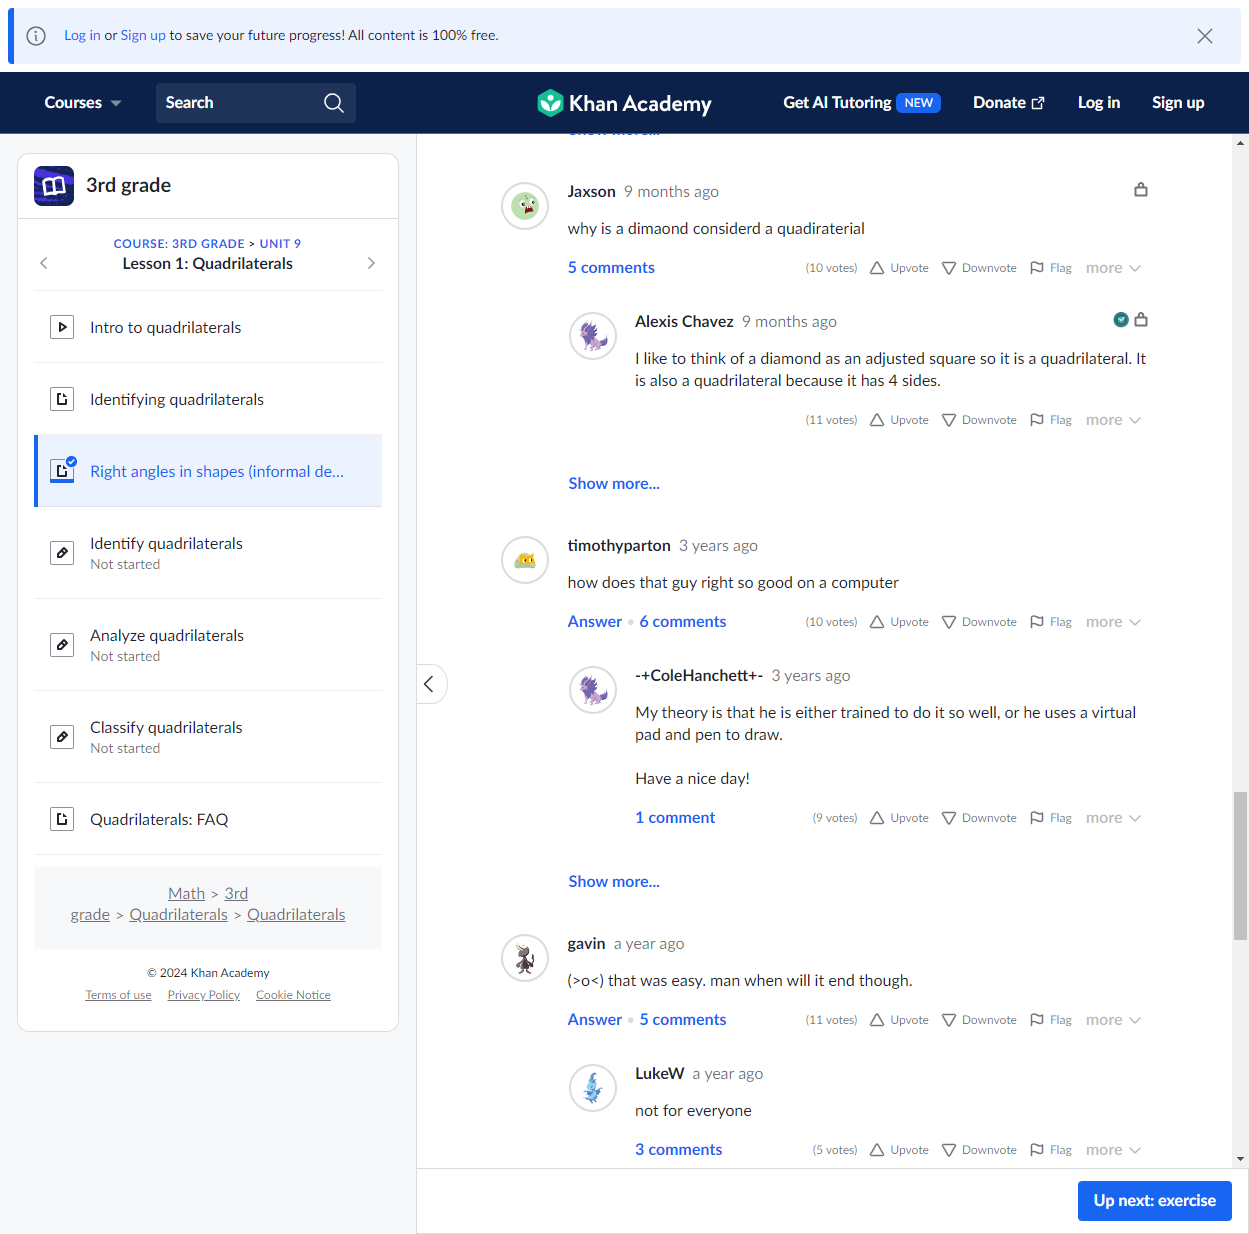 Log in or Sign up to save your future progress! All content is 100% free.
Courses
Search
Khan Academy
Get AI Tutoring NEW
Donate
Log in
Sign up
3rd grade
COURSE: 3RD GRADE > UNIT 9
Lesson 1: Quadrilaterals
Intro to quadrilaterals
Identifying quadrilaterals
Right angles in shapes (informal de...
Identify quadrilaterals
Not started
Analyze quadrilaterals
Not started
Classify quadrilaterals
Not started
Quadrilaterals: FAQ
Math > 3rd
grade > Quadrilaterals > Quadrilaterals
© 2024 Khan Academy
Terms of use Privacy Policy Cookie Notice
Show more...
Jaxson 9 months ago
why is a dimaond considerd a quadiraterial
5 comments (10 votes) Upvote Downvote Flag more
Alexis Chavez 9 months ago
I like to think of a diamond as an adjusted square so it is a quadrilateral. It
is also a quadrilateral because it has 4 sides.
(11 votes) Upvote Downvote Flag more
Show more...
timothyparton 3 years ago
how does that guy right so good on a computer
Answer • 6 comments (10 votes) Upvote Downvote Flag more
-+ColeHanchett+- 3 years ago
My theory is that he is either trained to do it so well, or he uses a virtual
pad and pen to draw.
Have a nice day!
1 comment (9 votes) Upvote Downvote Flag more
Show more...
gavin a year ago
(>o<) that was easy. man when will it end though.
Answer • 5 comments (11 votes) Upvote Downvote Flag more
LukeW a year ago
not for everyone
3 comments (5 votes) Upvote Downvote Flag more
Up next: exercise